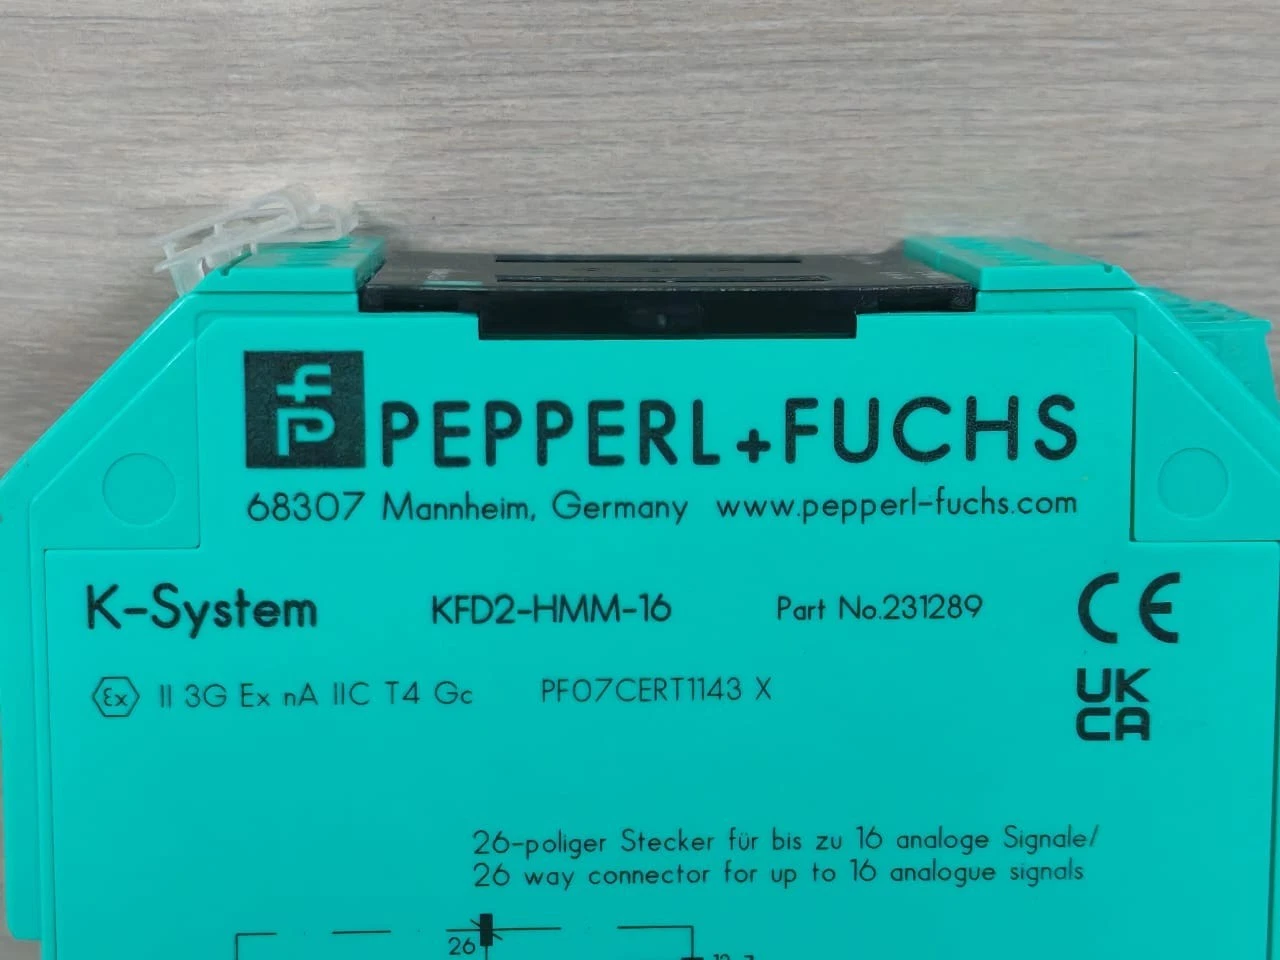 PEPPERL+FUCHS
68307 Mannheim, Germany www.pepperl-fuchs.com
K-System KFD2-HMM-16 Part No.231289 CE
Ex II 3G Ex nA IIC T4 Gc PF07CERT1143 X
UK
CA
26-poliger Stecker für bis zu 16 analoge Signale/
26 way connector for up to 16 analogue signals
26